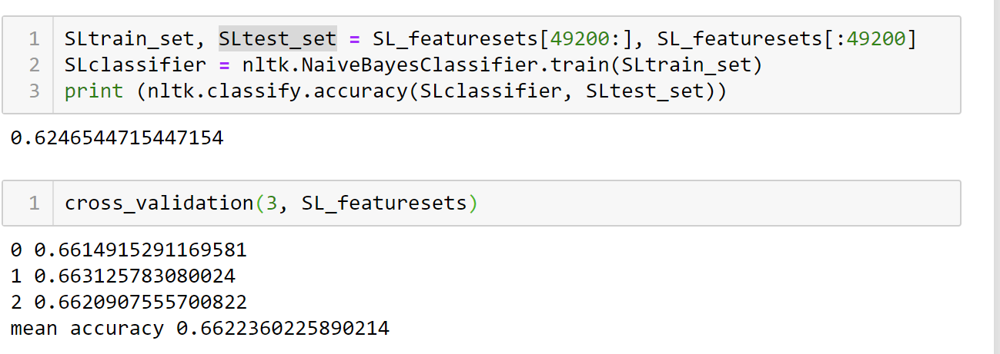 1 SLtrain_set, SLtest_set = SL_featuresets[49200:], SL_featuresets[:49200]
2 SLclassifier = nltk.NaiveBayesClassifier.train(SLtrain_set)
3 print (nltk.classify.accuracy(SLclassifier, SLtest_set))
0.6246544715447154
1 cross_validation(3, SL_featuresets)
0 0.6614915291169581
1 0.663125783080024
2 0.6620907555700822
mean accuracy 0.6622360225890214